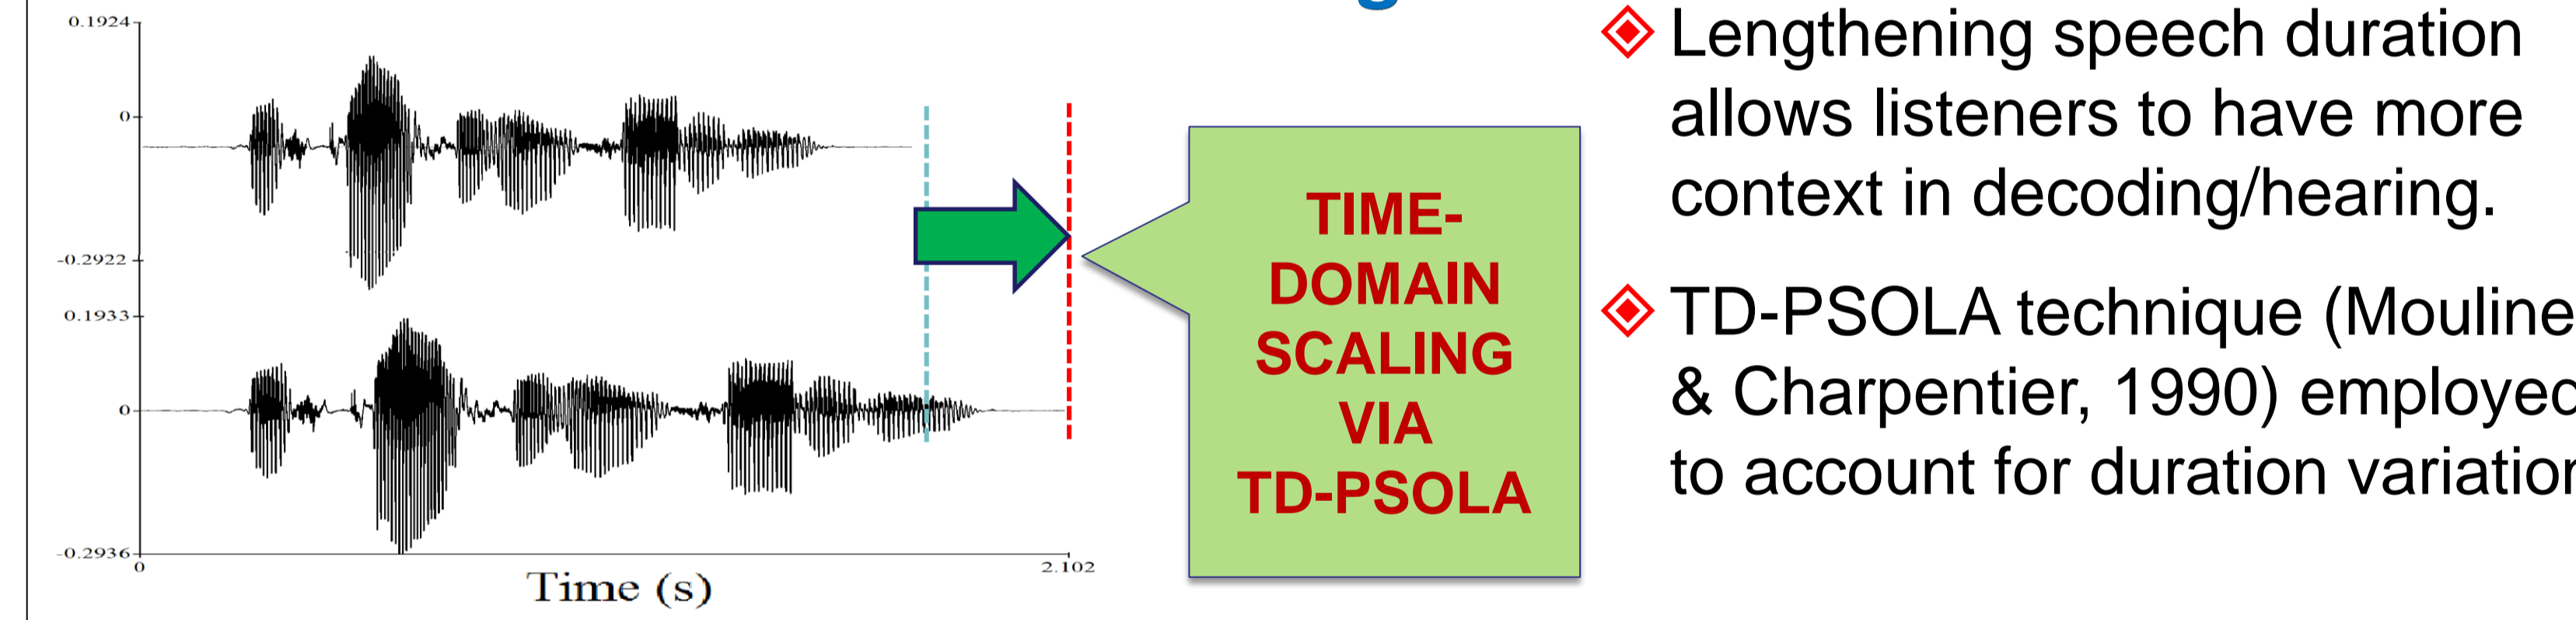 0.1924
0
-0.2922
0.1933
0
-0.2936
0
2.102
Time (s)
TIME-
DOMAIN
SCALING
VIA
TD-PSOLA
Lengthening speech duration
allows listeners to have more
context in decoding/hearing.
TD-PSOLA technique (Mouline
& Charpentier, 1990) employed
to account for duration variation